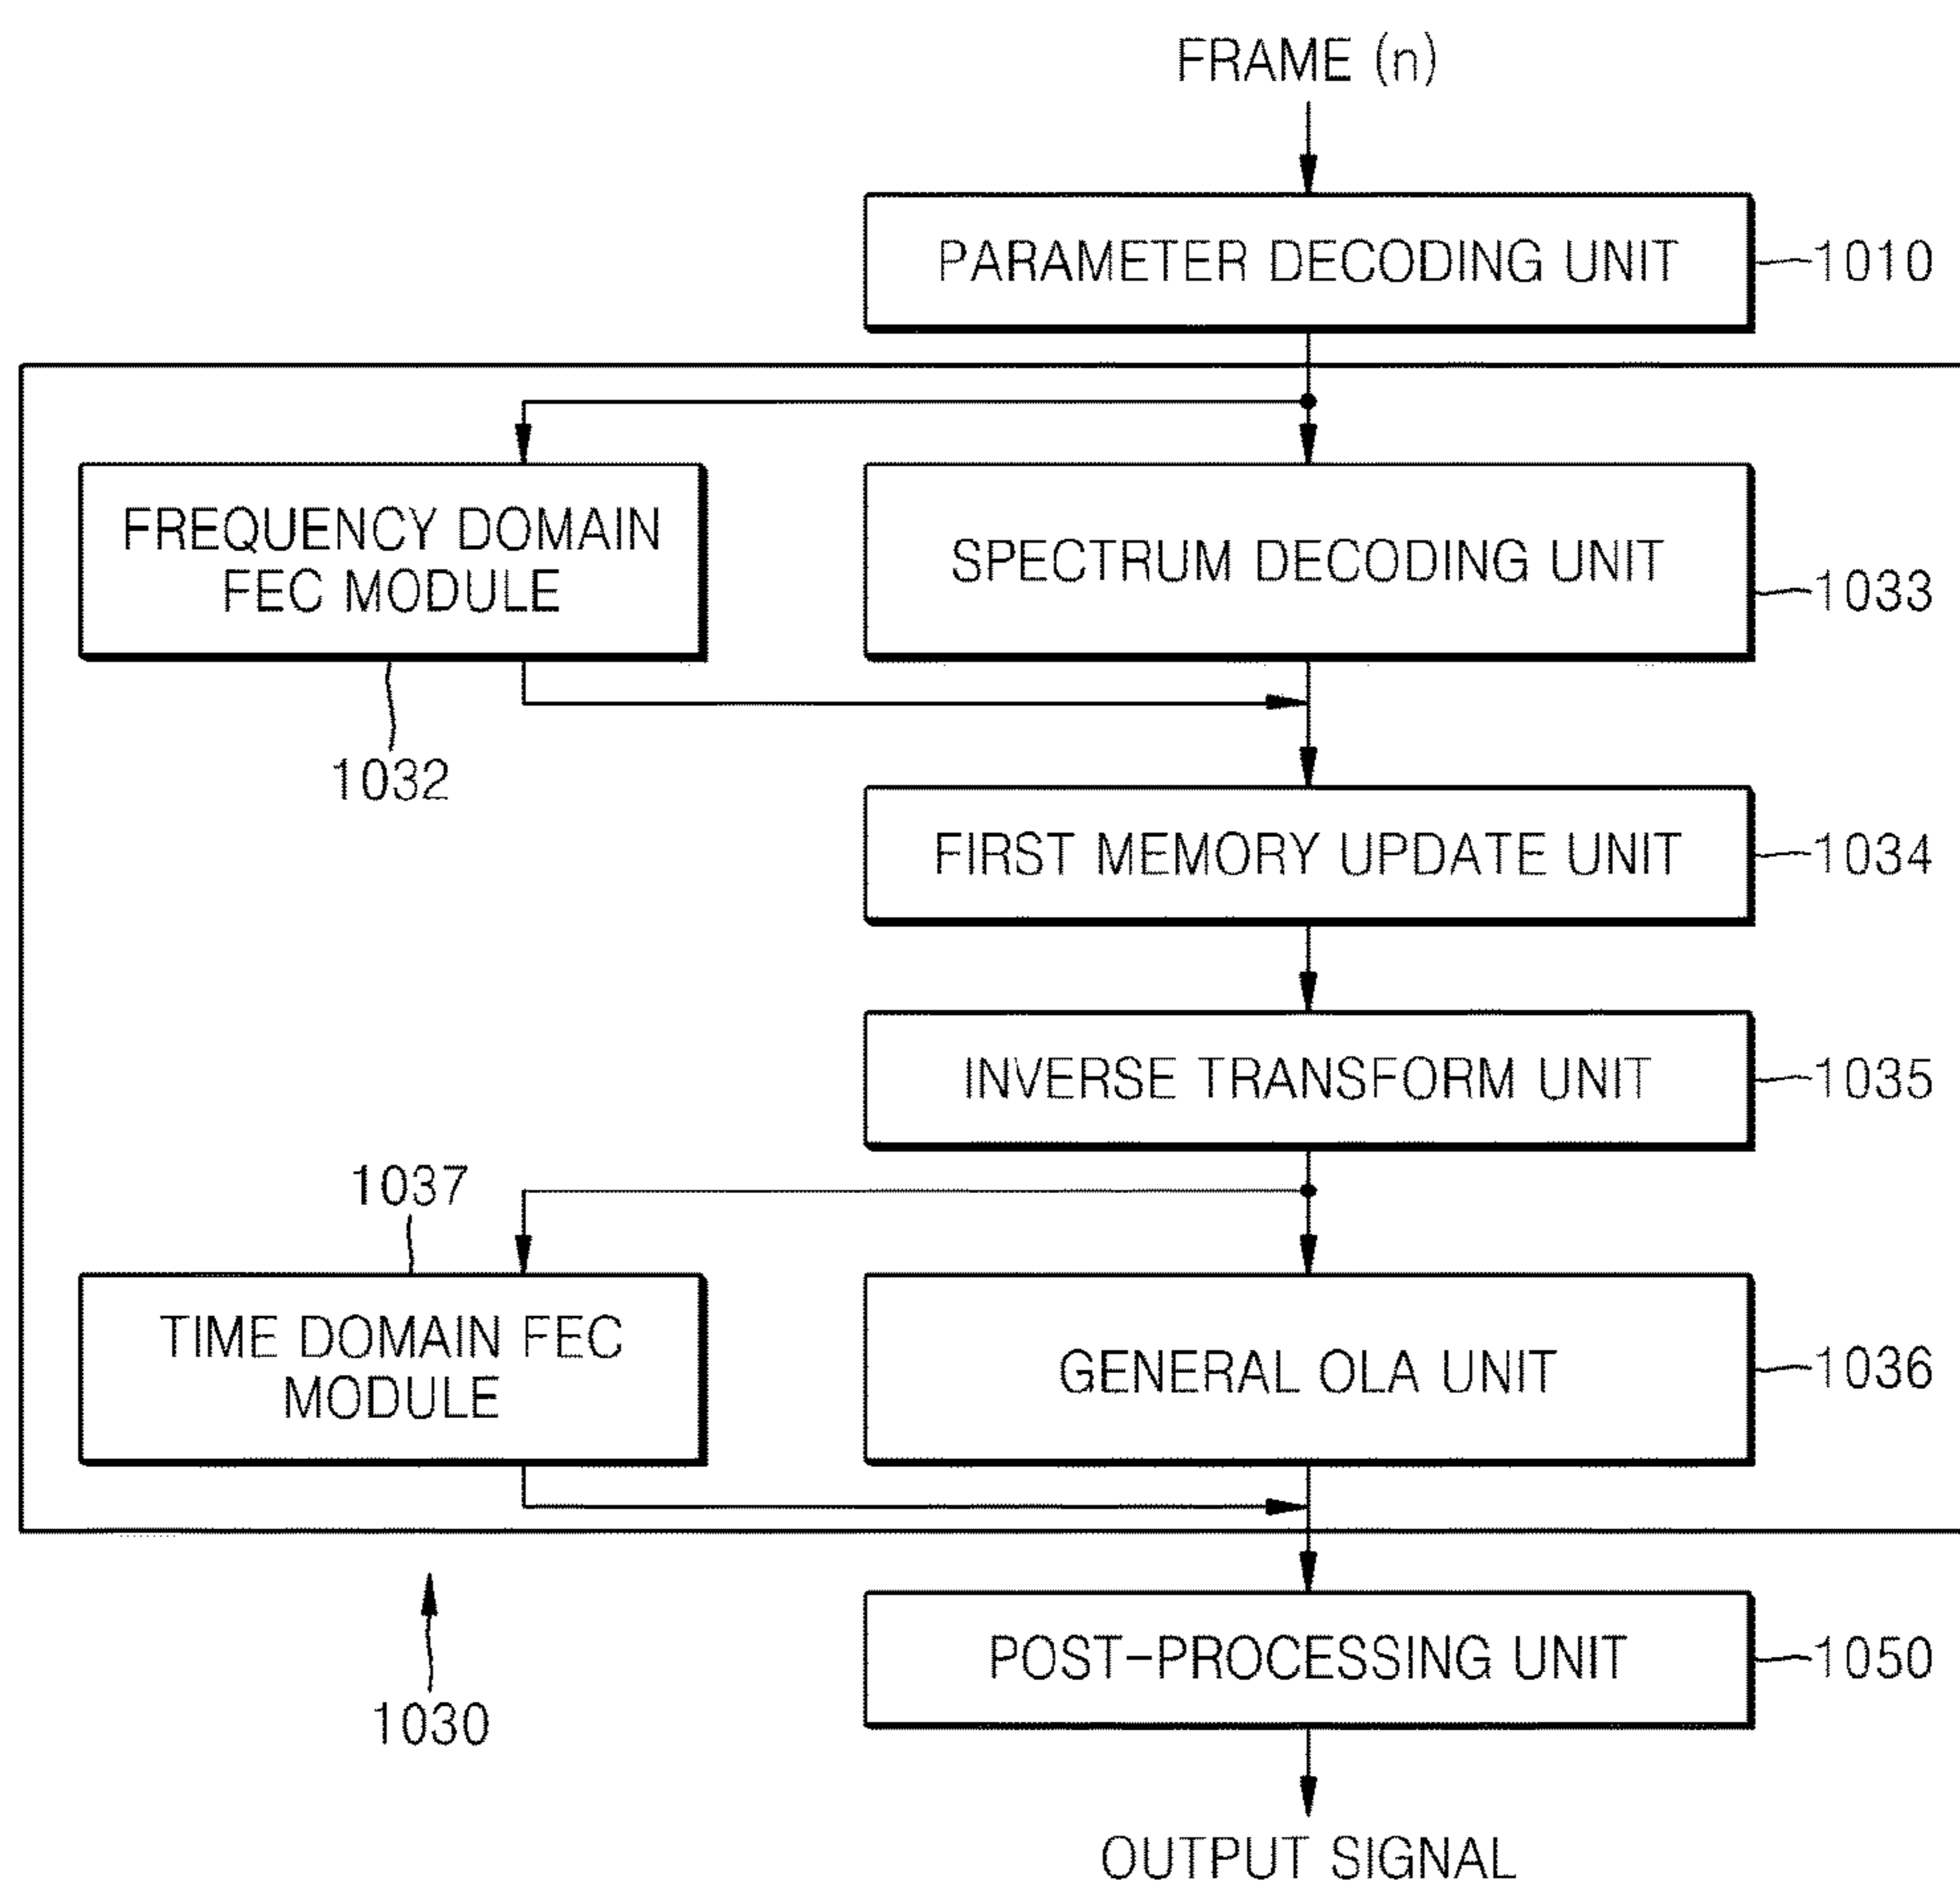 FRAME (n)
PARAMETER DECODING UNIT
1010
FREQUENCY DOMAIN
FEC MODULE
1032
SPECTRUM DECODING UNIT
1033
FIRST MEMORY UPDATE UNIT
1034
INVERSE TRANSFORM UNIT
1035
1037
TIME DOMAIN FEC
MODULE
GENERAL OLA UNIT
1036
1030
POST-PROCESSING UNIT
1050
OUTPUT SIGNAL